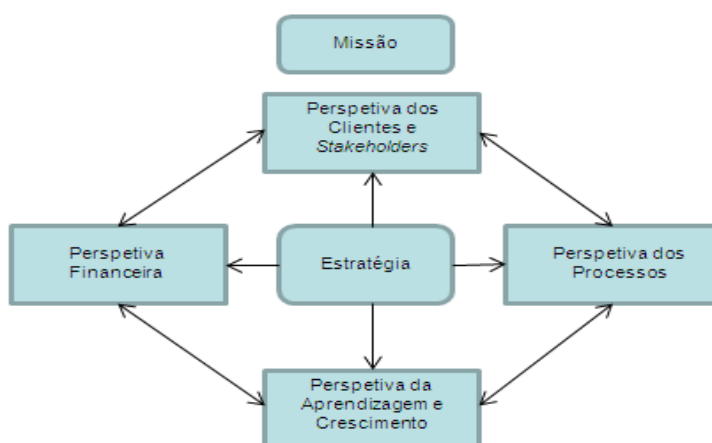 Missão
Perspetiva dos
Clientes e
Stakeholders
Perspetiva
Financeira
Estratégia
Perspetiva dos
Processos
Perspetiva da
Aprendizagem e
Crescimento